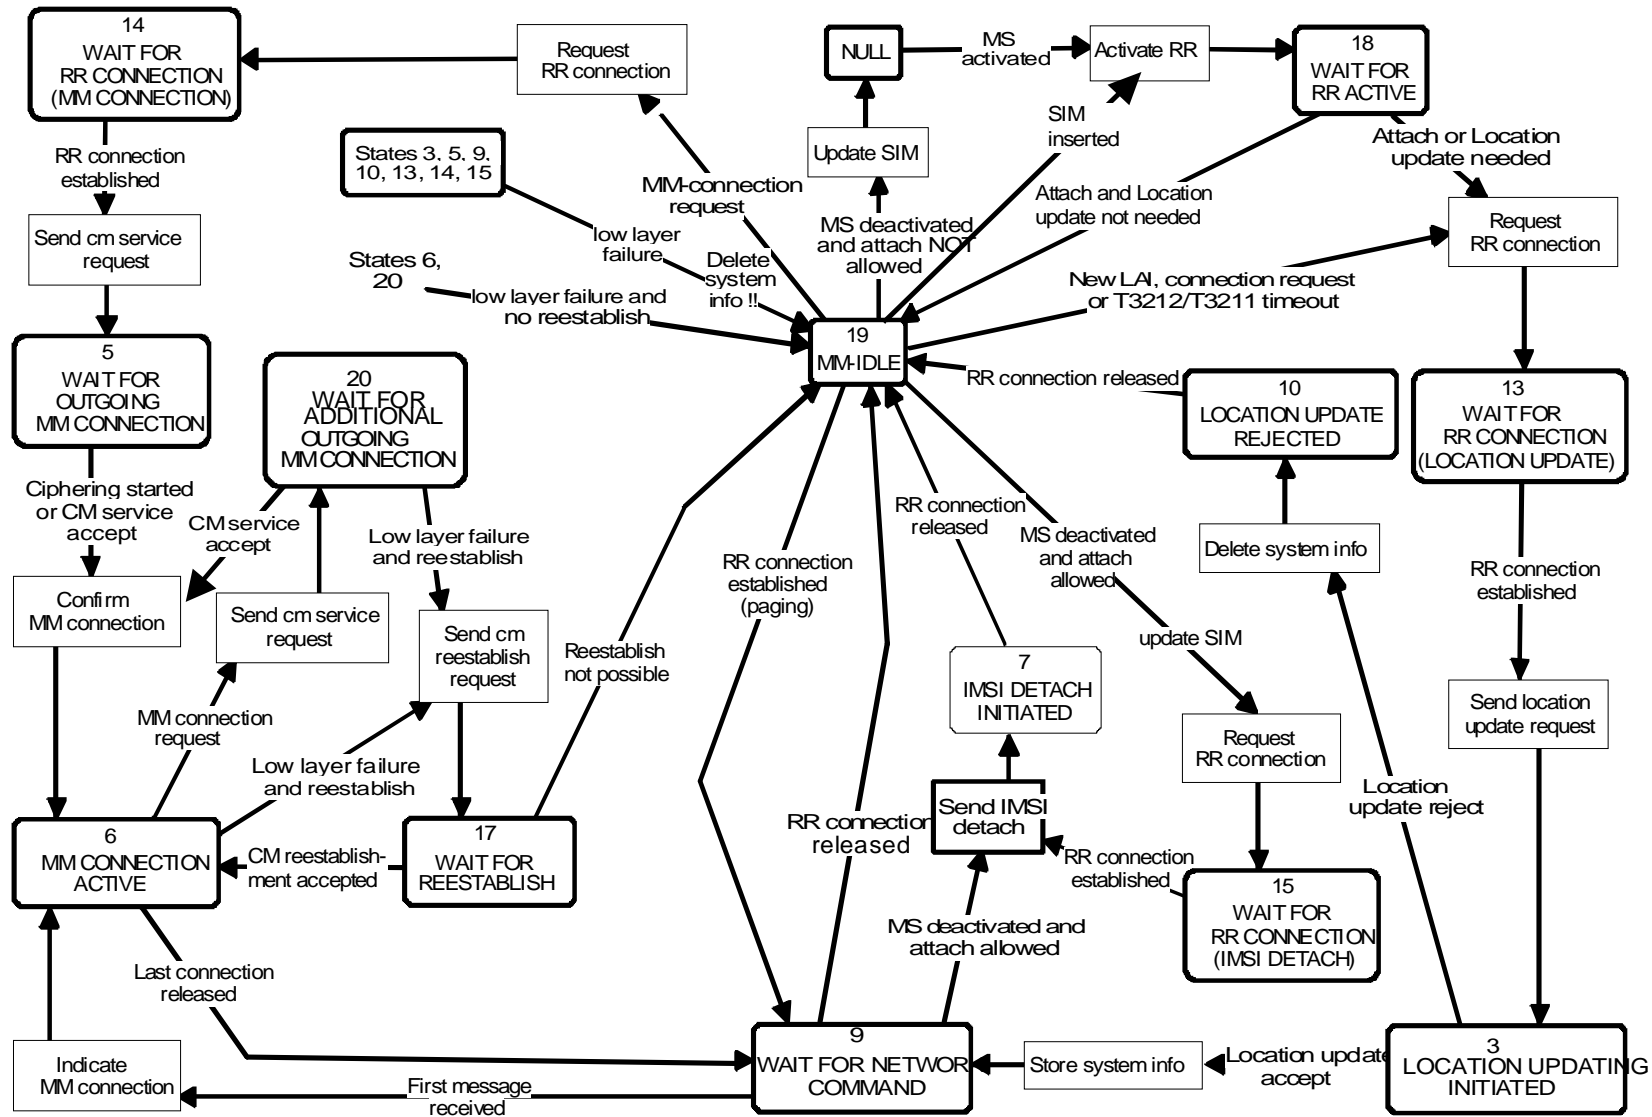 14
WAIT FOR
RR CONNECTION
(MM CONNECTION)
Request
RR connection
NULL
MS
activated
Activate RR
18
WAIT FOR
RR ACTIVE
RR connection
established
States 3, 5, 9,
10, 13, 14, 15
Update SIM
SIM
inserted
Attach or Location
update needed
MM-connection
request
Attach and Location
update not needed
Send cm service
request
low layer
failure
MS deactivated
and attach NOT
allowed
Request
RR connection
States 6,
20
Delete
system
info !!
low layer failure and
no reestablish
New LAI, connection request
or T3212/T3211 timeout
19
MM-IDLE
5
WAIT FOR
OUTGOING
MM CONNECTION
20
WAIT FOR
ADDITIONAL
OUTGOING
MM CONNECTION
RR connection released
10
LOCATION UPDATE
REJECTED
13
WAIT FOR
RR CONNECTION
(LOCATION UPDATE)
Ciphering started
or CM service
accept
CM service
accept
Low layer failure
and reestablish
RR connection
released
MS deactivated
and attach
allowed
Delete system info
RR connection
established
(paging)
RR connection
established
Confirm
MM connection
Send cm service
request
Send cm
reestablish
request
Reestablish
not possible
update SIM
7
IMSI DETACH
INITIATED
MM connection
request
Send location
update request
Low layer failure
and reestablish
Request
RR connection
Location
update reject
Send IMSI
detach
RR connection
released
6
MM CONNECTION
ACTIVE
CM reestablish-
ment accepted
17
WAIT FOR
REESTABLISH
RR connection
established
15
WAIT FOR
RR CONNECTION
(IMSI DETACH)
MS deactivated and
attach allowed
Last connection
released
Indicate
MM connection
First message
received
9
WAIT FOR NETWOR
COMMAND
Store system info
Location update
accept
3
LOCATION UPDATING
INITIATED